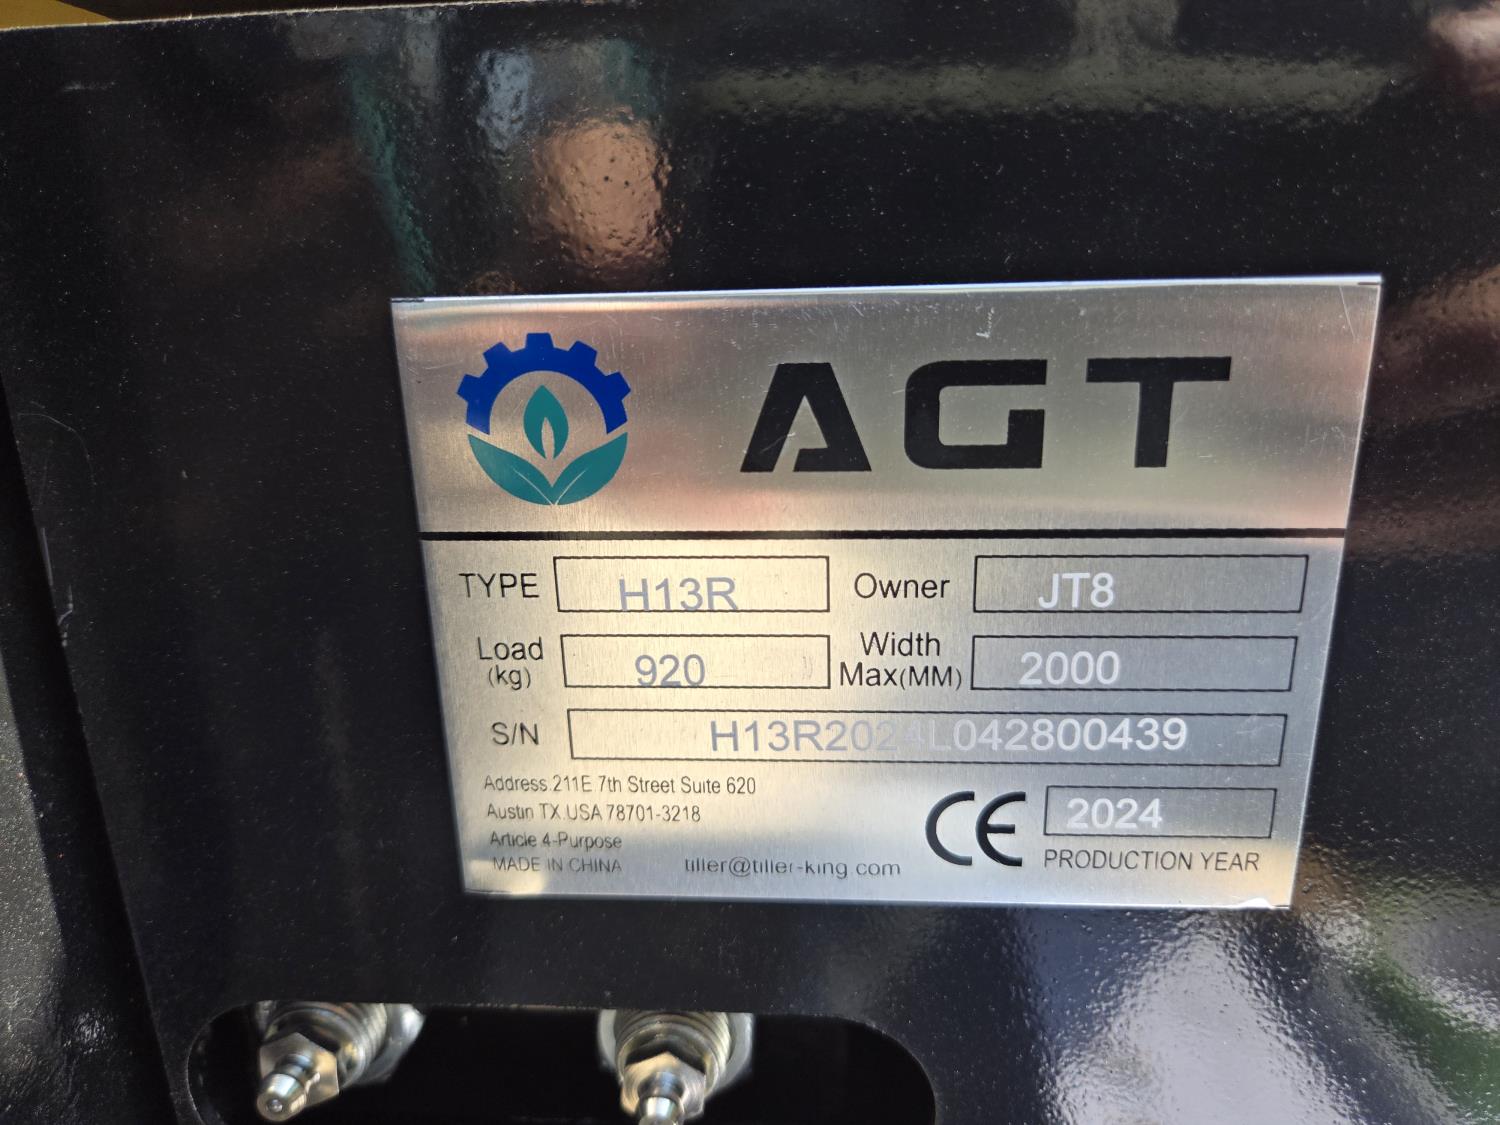 AGT
TYPE H13R Owner JT8
Load (kg) 920 Width Max(MM) 2000
S/N H13R2024L042800439
Address:211E 7th Street Suite 620
Austin TX.USA 78701-3218
Article 4-Purpose
MADE IN CHINA tiller@tiller-king.com
CE 2024
PRODUCTION YEAR